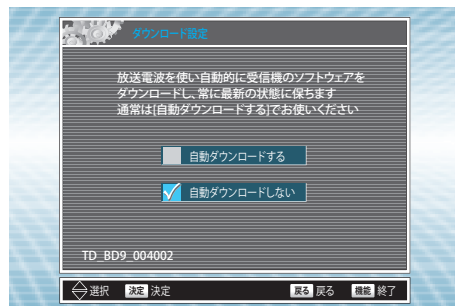 ダウンロード設定
放送電波を使い自動的に受信機のソフトウェアを
ダウンロードし、常に最新の状態に保ちます
通常は[自動ダウンロードする]でお使いください
自動ダウンロードする
自動ダウンロードしない
TD_BD9_004002
選択 決定 決定 戻る 戻る 機能 終了